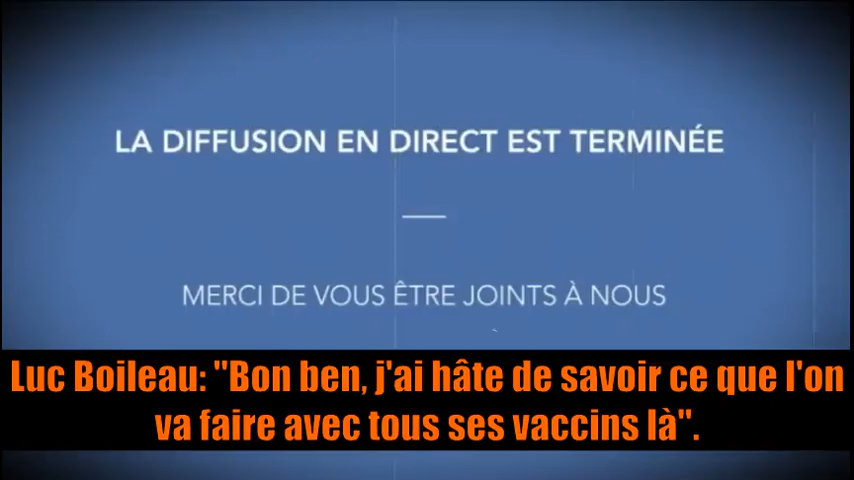 LA DIFFUSION EN DIRECT EST TERMINÉE
MERCI DE VOUS ÊTRE JOINTS À NOUS
Luc Boileau: "Bon ben, j'ai hâte de savoir ce que l'on
va faire avec tous ses vaccins là".